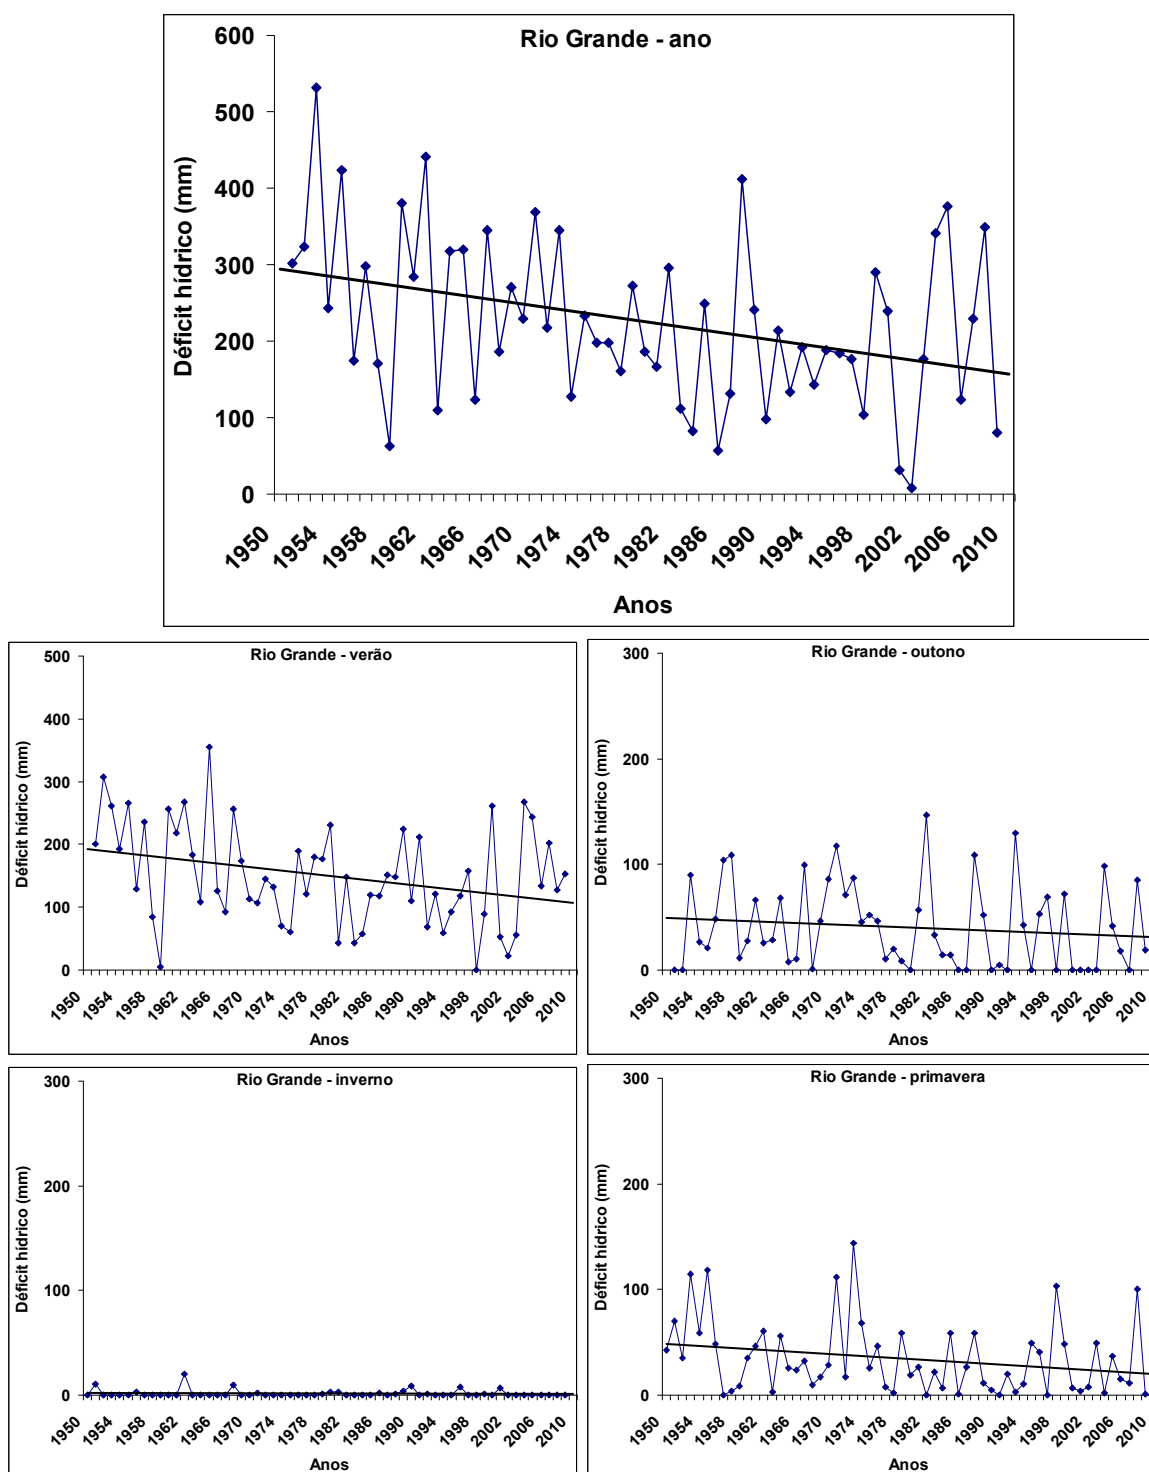 Rio Grande - ano
Déficit hídrico (mm)
600
500
400
300
200
100
0
1950 1954 1958 1962 1966 1970 1974 1978 1982 1986 1990 1994 1998 2002 2006 2010
Anos
Rio Grande - verão
Déficit hídrico (mm)
500
400
300
200
100
0
1950 1954 1958 1962 1966 1970 1974 1978 1982 1986 1990 1994 1998 2002 2006 2010
Anos
Rio Grande - outono
Déficit hídrico (mm)
300
200
100
0
1950 1954 1958 1962 1966 1970 1974 1978 1982 1986 1990 1994 1998 2002 2006 2010
Anos
Rio Grande - inverno
Déficit hídrico (mm)
300
200
100
0
1950 1954 1958 1962 1966 1970 1974 1978 1982 1986 1990 1994 1998 2002 2006 2010
Anos
Rio Grande - primavera
Déficit hídrico (mm)
300
200
100
0
1950 1954 1958 1962 1966 1970 1974 1978 1982 1986 1990 1994 1998 2002 2006 2010
Anos